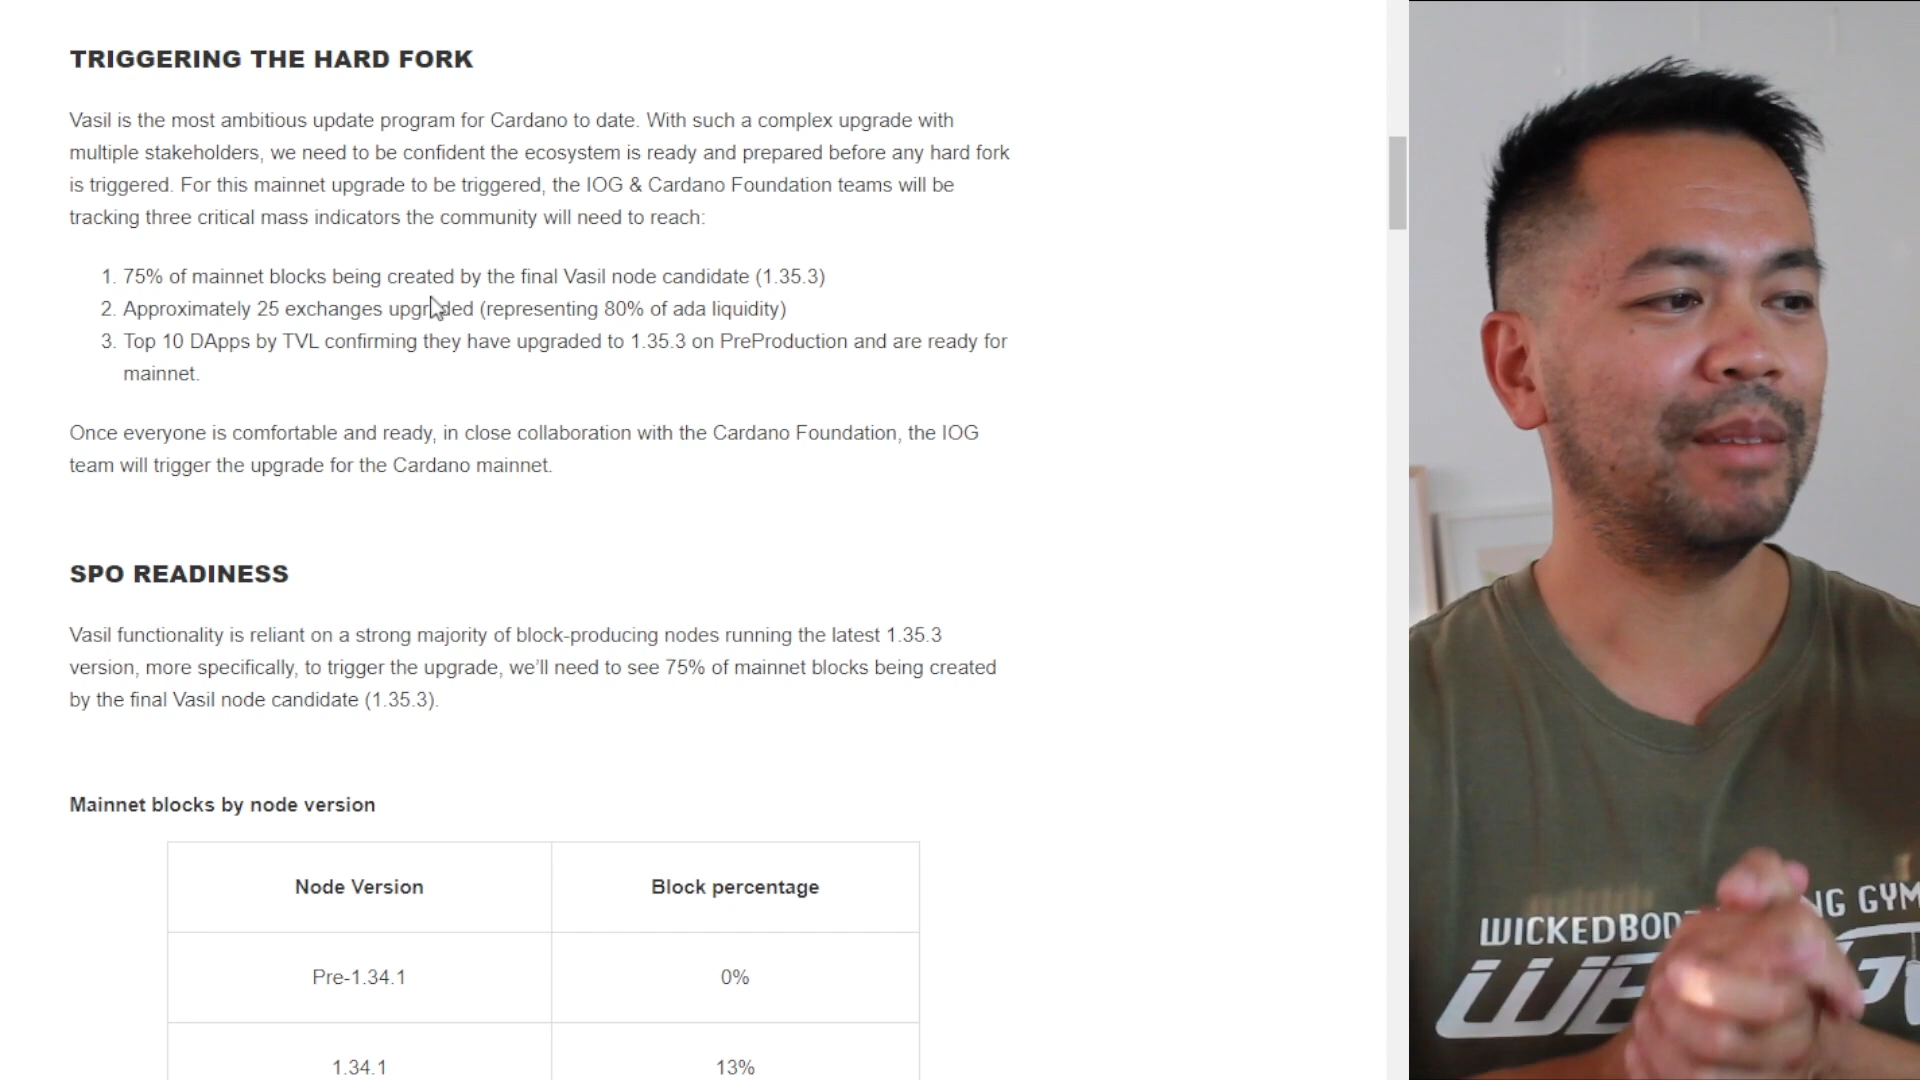 TRIGGERING THE HARD FORK
Vasil is the most ambitious update program for Cardano to date. With such a complex upgrade with
multiple stakeholders, we need to be confident the ecosystem is ready and prepared before any hard fork
is triggered. For this mainnet upgrade to be triggered, the IOG & Cardano Foundation teams will be
tracking three critical mass indicators the community will need to reach:
1. 75% of mainnet blocks being created by the final Vasil node candidate (1.35.3)
2. Approximately 25 exchanges upgraded (representing 80% of ada liquidity)
3. Top 10 DApps by TVL confirming they have upgraded to 1.35.3 on PreProduction and are ready for
mainnet.
Once everyone is comfortable and ready, in close collaboration with the Cardano Foundation, the IOG
team will trigger the upgrade for the Cardano mainnet.
SPO READINESS
Vasil functionality is reliant on a strong majority of block-producing nodes running the latest 1.35.3
version, more specifically, to trigger the upgrade, we’ll need to see 75% of mainnet blocks being created
by the final Vasil node candidate (1.35.3).
Mainnet blocks by node version
Node Version Block percentage
Pre-1.34.1 0%
1.34.1 13%
GYM